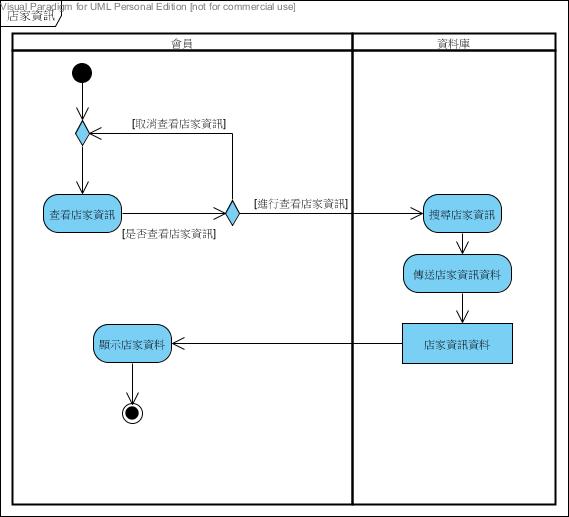 Visual Paradigm for UML Personal Edition [not for commercial use]
店家資訊
會員
資料庫
[取消查看店家資訊]
查看店家資訊
[進行查看店家資訊]
搜尋店家資訊
[是否查看店家資訊]
傳送店家資訊資料
顯示店家資料
店家資訊資料